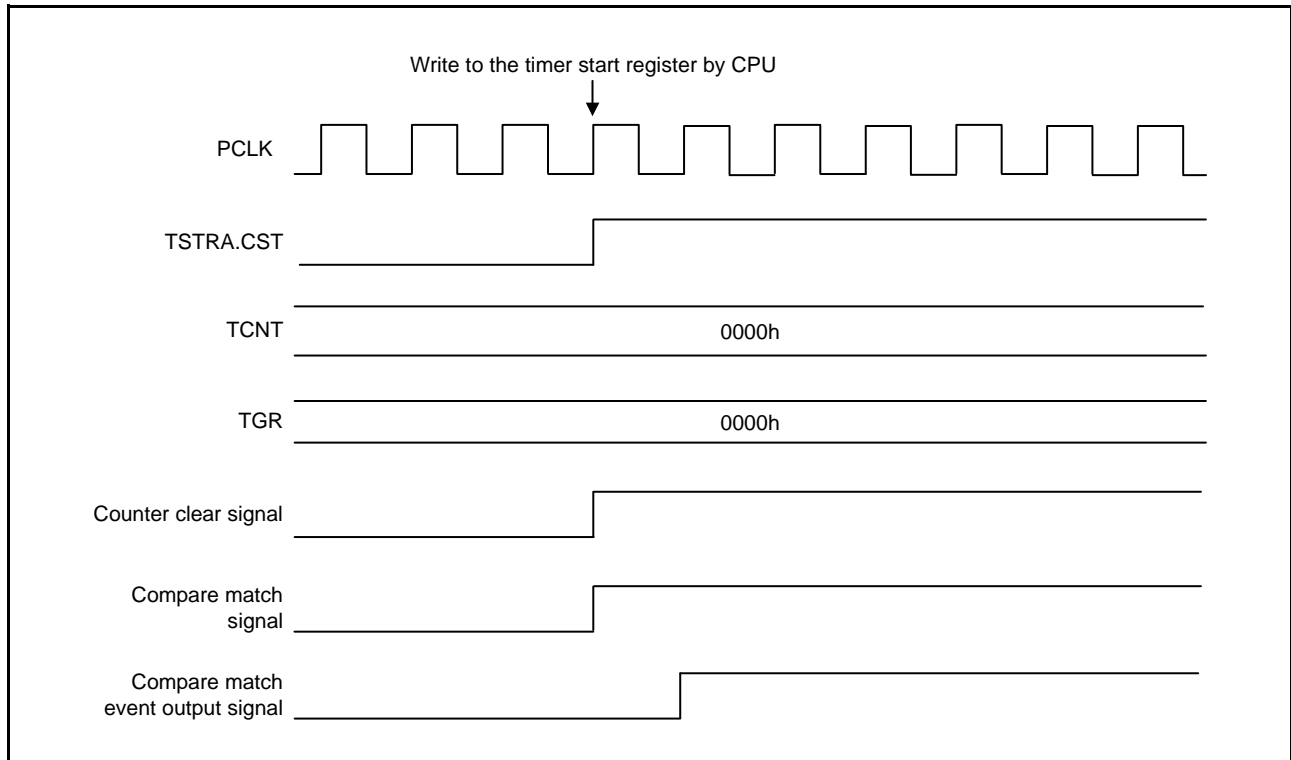 Write to the timer start register by CPU
PCLK
TSTRA.CST
TCNT
0000h
TGR
0000h
Counter clear signal
Compare match
signal
Compare match
event output signal